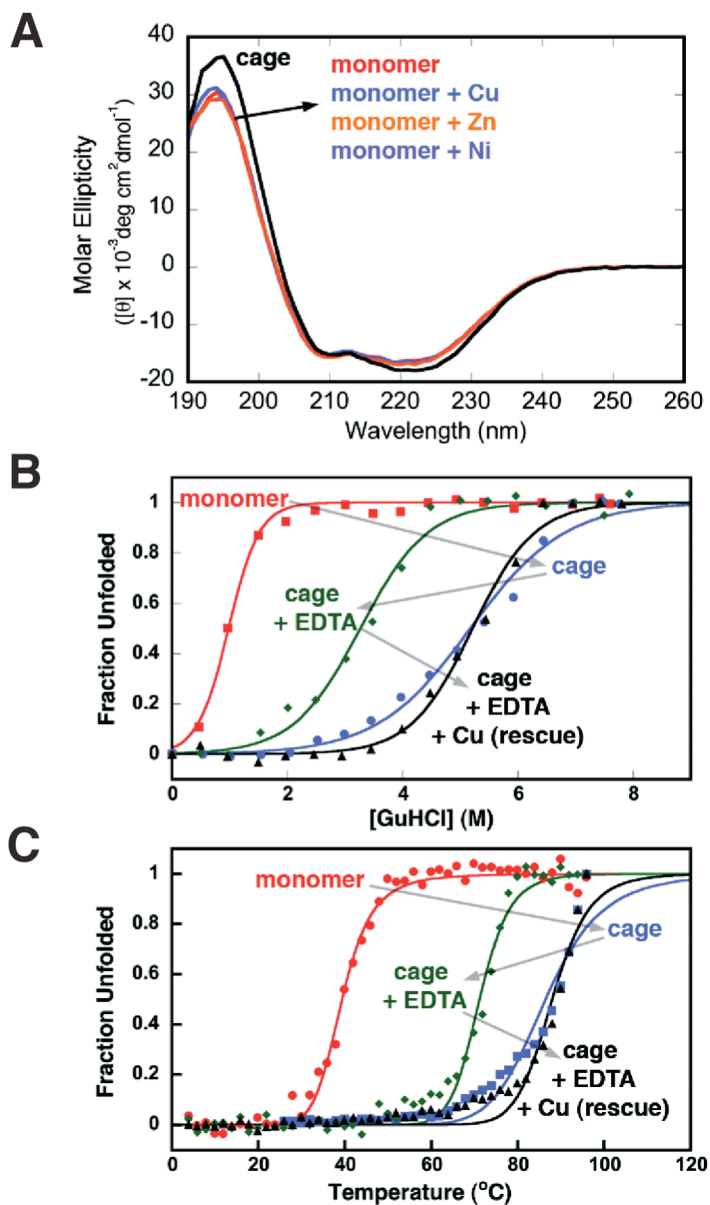 A
40
30
20
10
0
-10
-20
Molar Ellipticity
([θ] x 10⁻³deg cm²dmol⁻¹)
cage
monomer
monomer + Cu
monomer + Zn
monomer + Ni
190 200 210 220 230 240 250 260
Wavelength (nm)
B
1
0.8
0.6
0.4
0.2
0
Fraction Unfolded
monomer
cage
cage
+ EDTA
cage
+ EDTA
+ Cu (rescue)
0 2 4 6 8
[GuHCl] (M)
C
1
0.8
0.6
0.4
0.2
0
Fraction Unfolded
monomer
cage
cage
+ EDTA
cage
+ EDTA
+ Cu (rescue)
0 20 40 60 80 100 120
Temperature (°C)